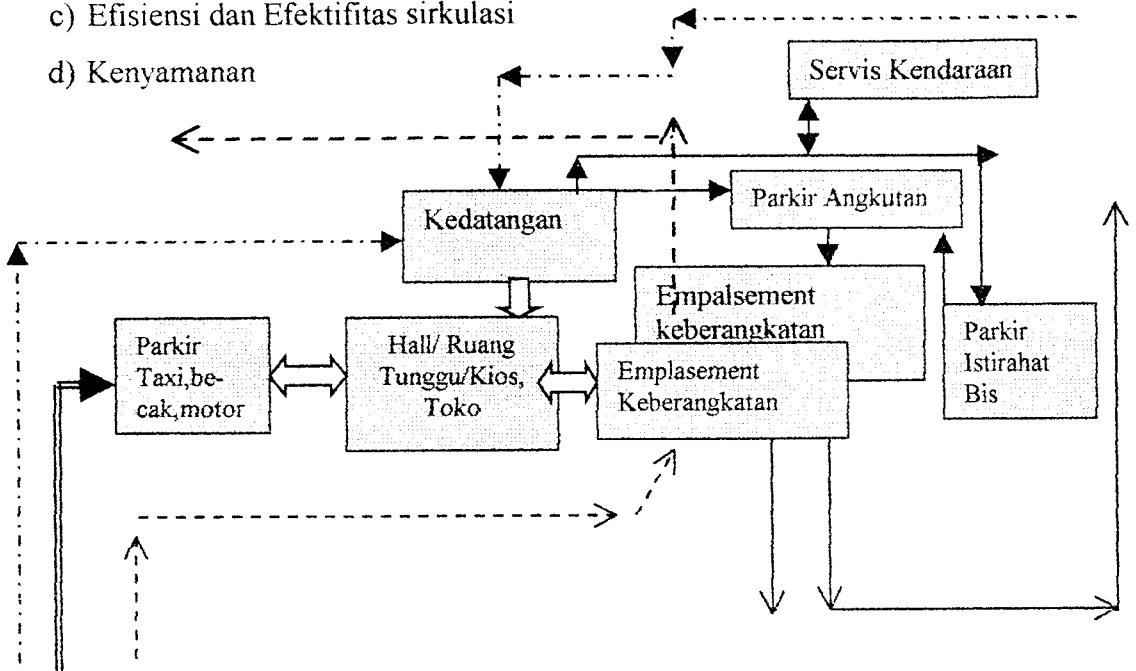 c) Efisiensi dan Efektifitas sirkulasi
d) Kenyamanan
Servis Kendaraan
Kedatangan
Parkir Angkutan
Empalsement
keberangkatan
Parkir
Istirahat
Bis
Parkir
Taxi,be-
cak,motor
Hall/ Ruang
Tunggu/Kios,
Toko
Emplasement
Keberangkatan